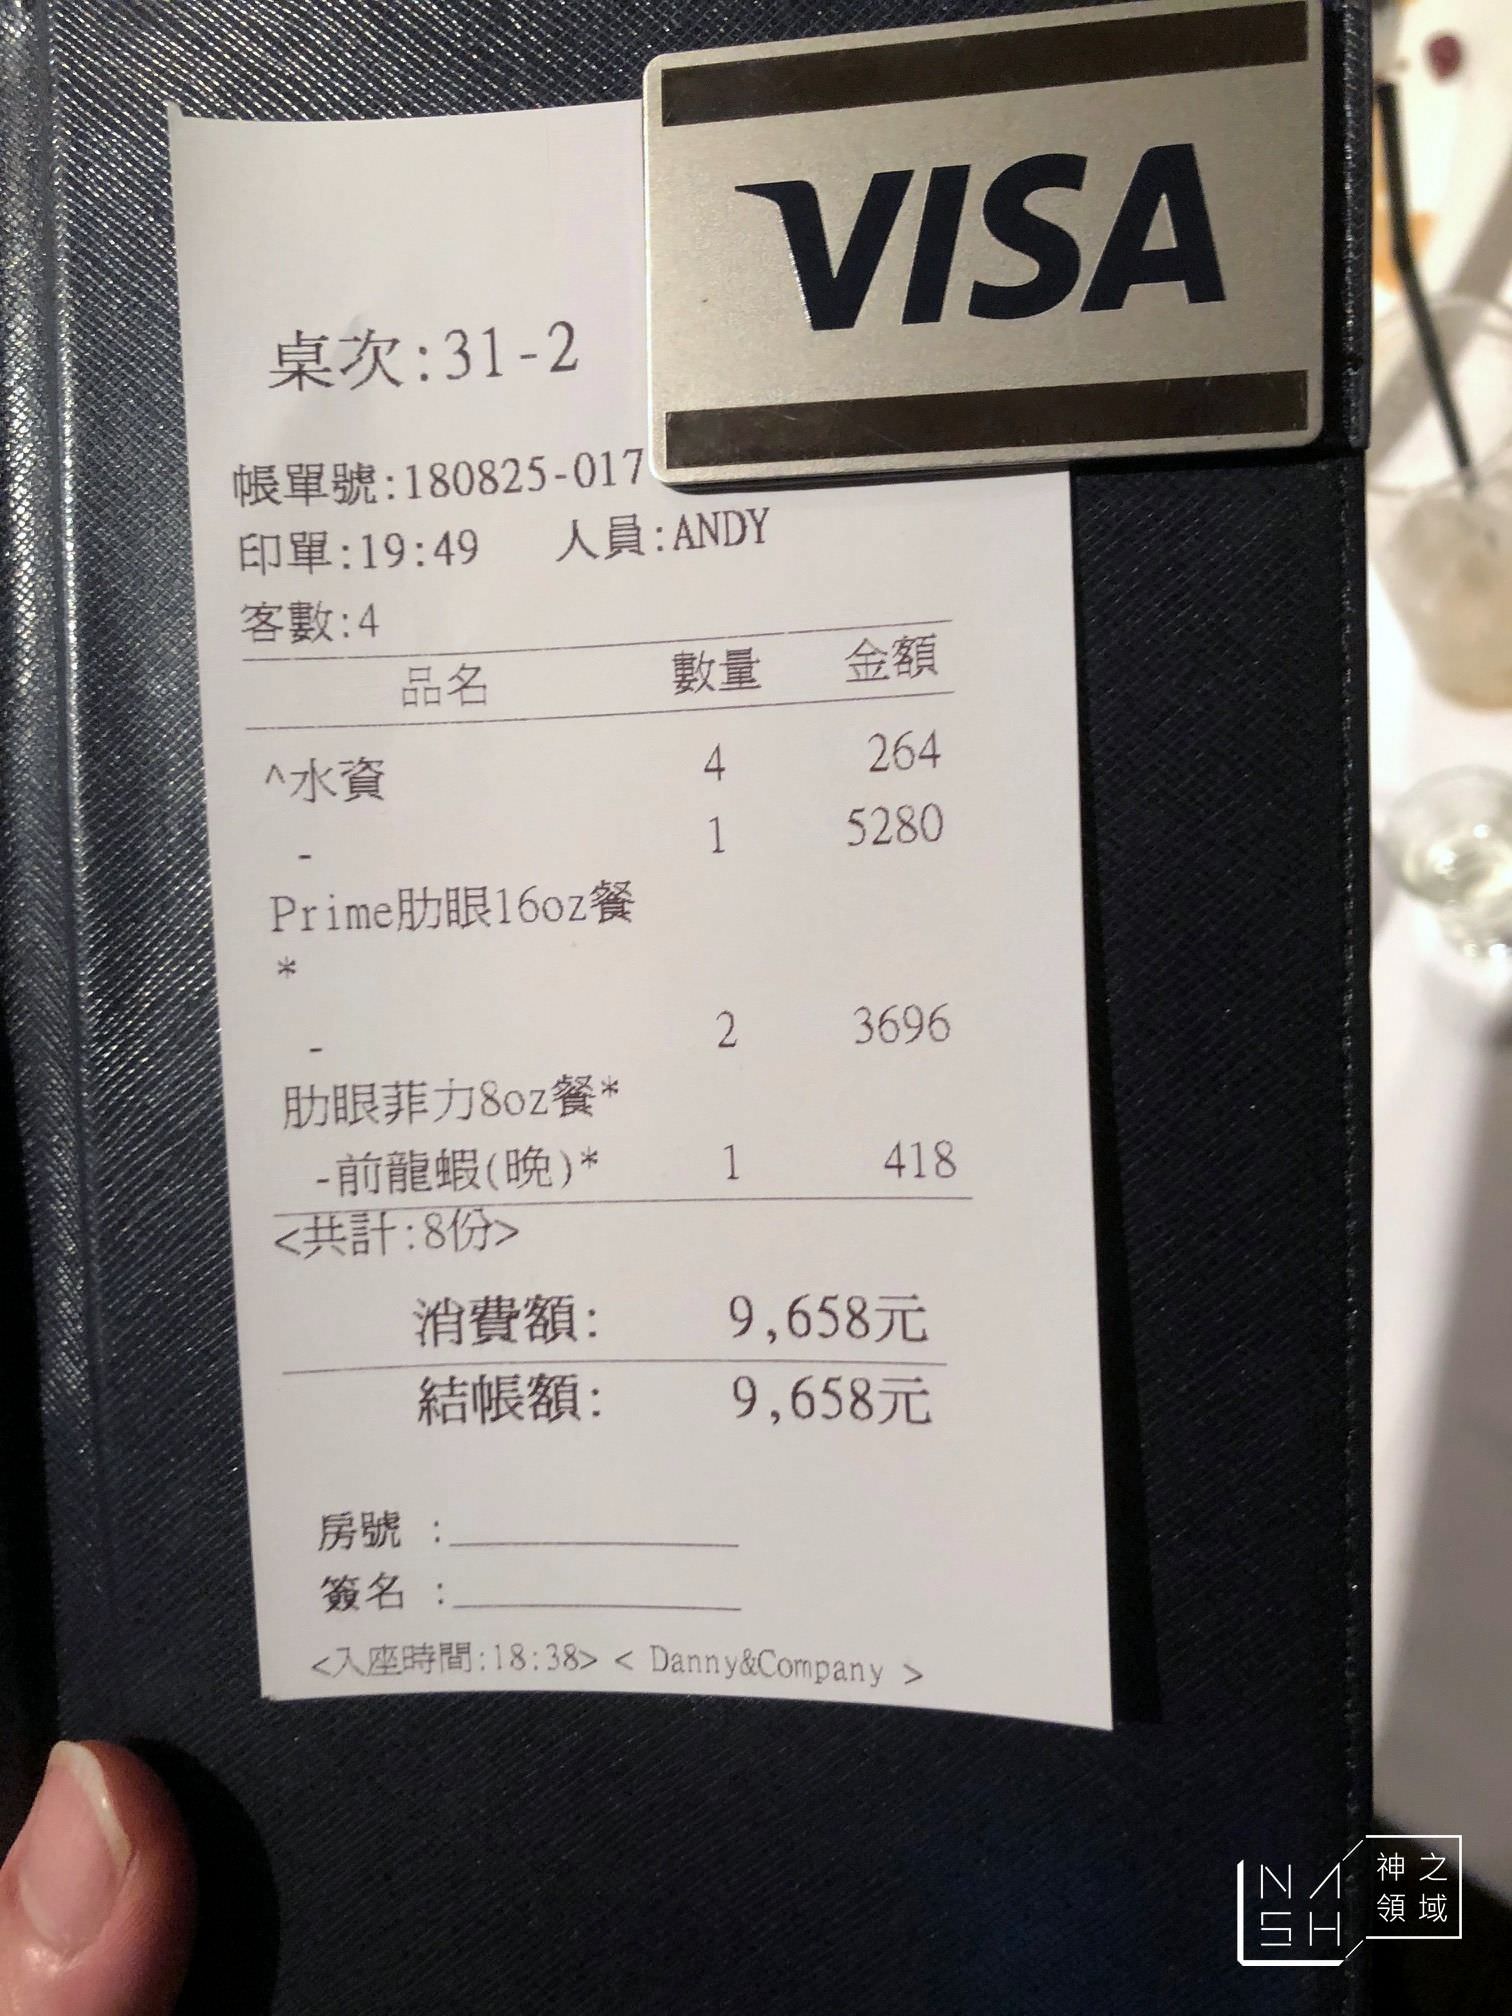 VISA
桌次:31-2
帳單號:180825-017
印單:19:49 人員:ANDY
客數:4
品名 數量 金額
^水資 4 264
- 1 5280
Prime肋眼16oz餐
*
- 2 3696
肋眼菲力8oz餐*
-前龍蝦(晚)* 1 418
<共計:8份>
消費額: 9,658元
結帳額: 9,658元
房號 :
簽名 :
<入座時間:18:38> < Danny&Company >
NASH
神之領域